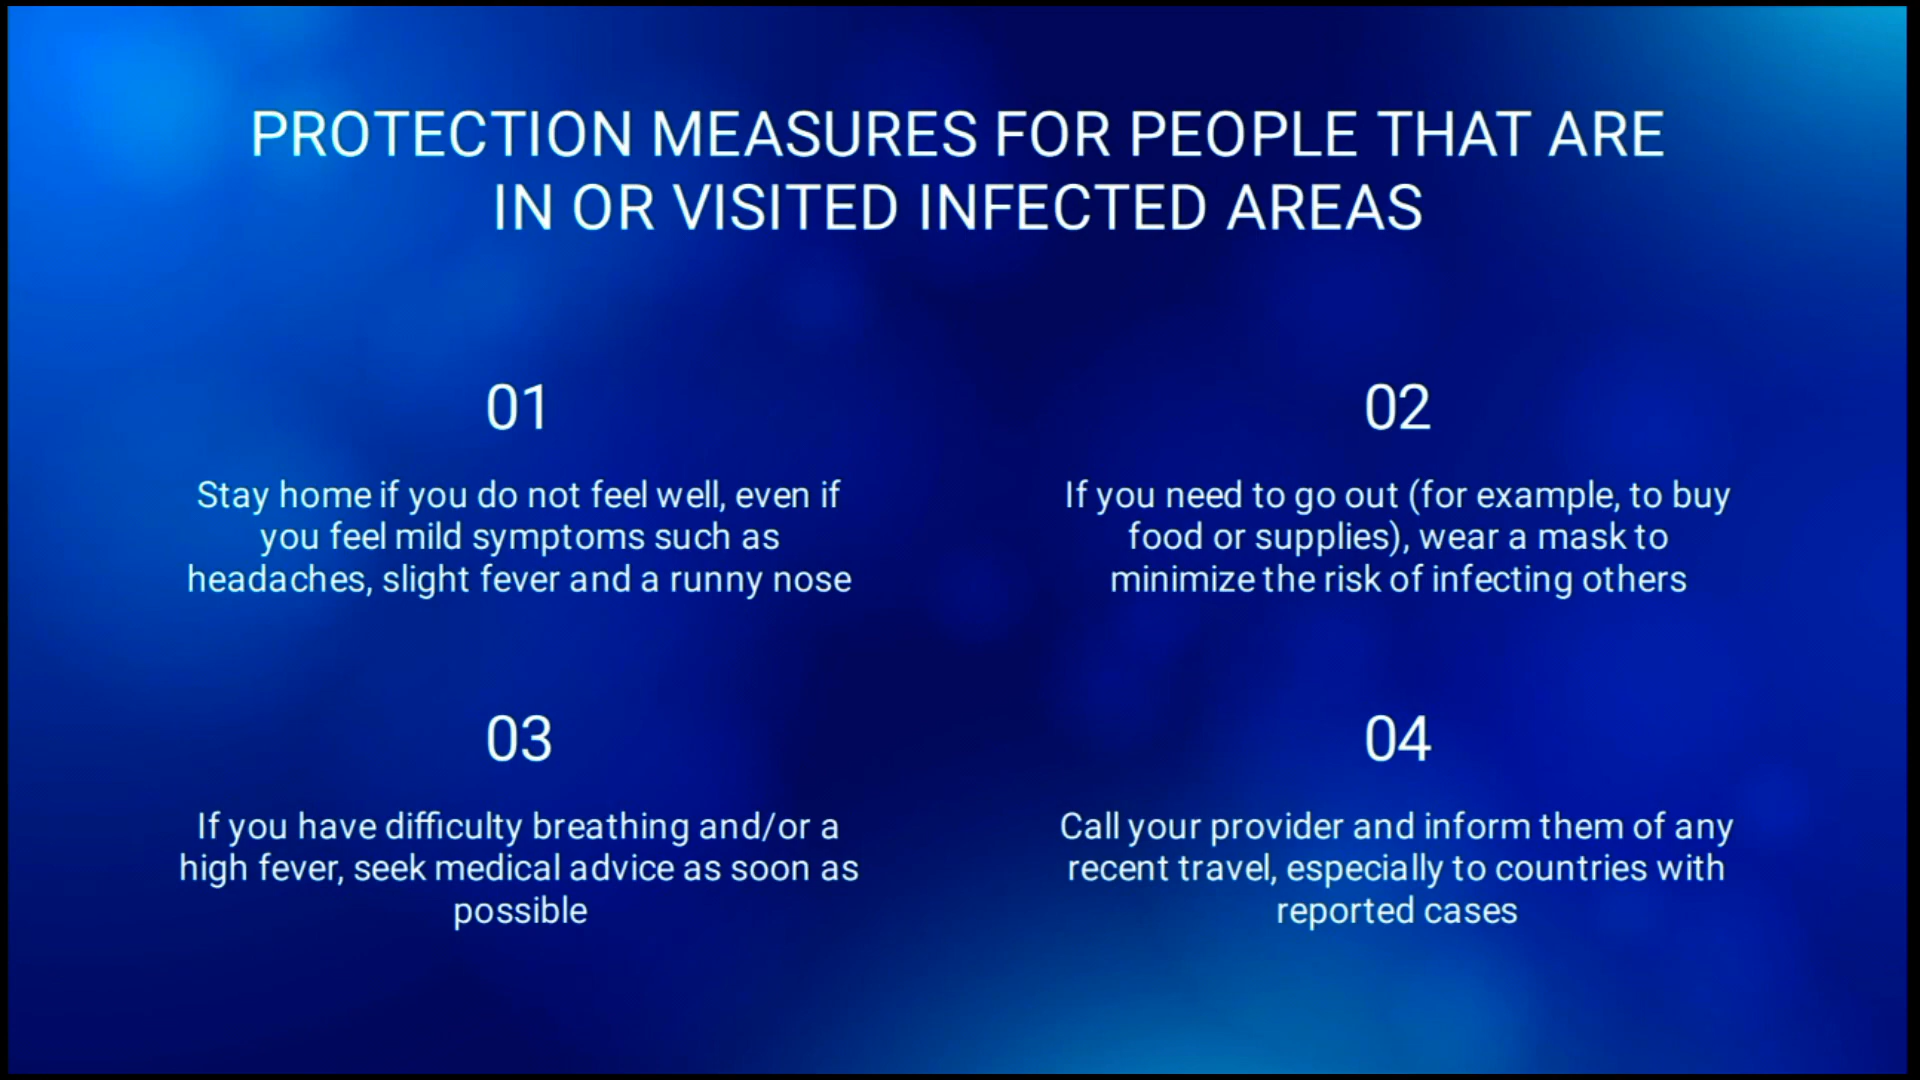 PROTECTION MEASURES FOR PEOPLE THAT ARE
IN OR VISITED INFECTED AREAS
01
Stay home if you do not feel well, even if
you feel mild symptoms such as
headaches, slight fever and a runny nose
02
If you need to go out (for example, to buy
food or supplies), wear a mask to
minimize the risk of infecting others
03
If you have difficulty breathing and/or a
high fever, seek medical advice as soon as
possible
04
Call your provider and inform them of any
recent travel, especially to countries with
reported cases